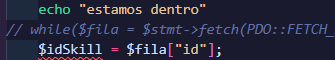 echo "estamos dentro"
// while($fila = $stmt->fetch(PDO::FETCH_
$idSkill = $fila["id"];